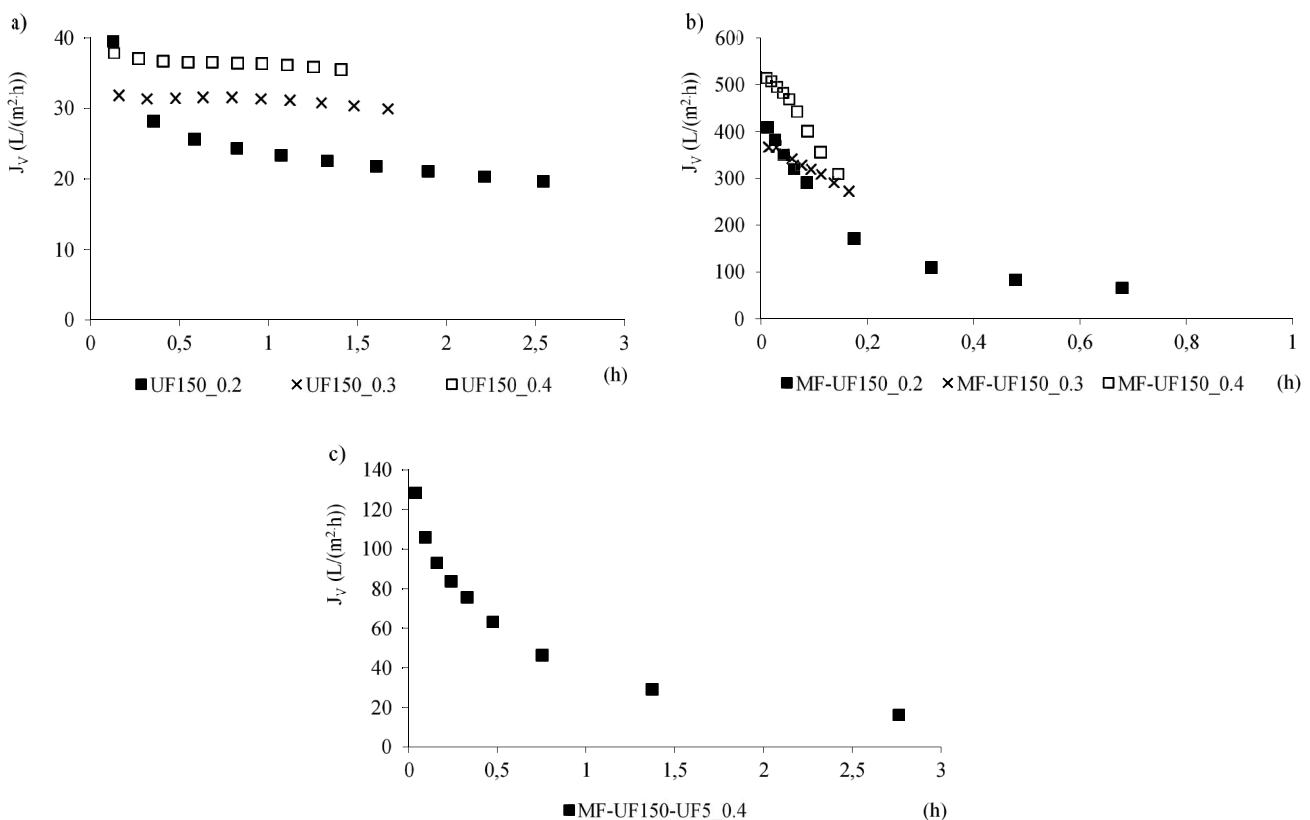 a)
J_V (L/(m²·h))
40
30
20
10
0
0 0,5 1 1,5 2 2,5 3
(h)
■UF150_0.2 ×UF150_0.3 □UF150_0.4
b)
J_V (L/(m²·h))
600
500
400
300
200
100
0
0 0,2 0,4 0,6 0,8 1
■MF-UF150_0.2 ×MF-UF150_0.3 □MF-UF150_0.4 (h)
c)
J_V (L/(m²·h))
140
120
100
80
60
40
20
0
0 0,5 1 1,5 2 2,5 3
■MF-UF150-UF5_0.4 (h)